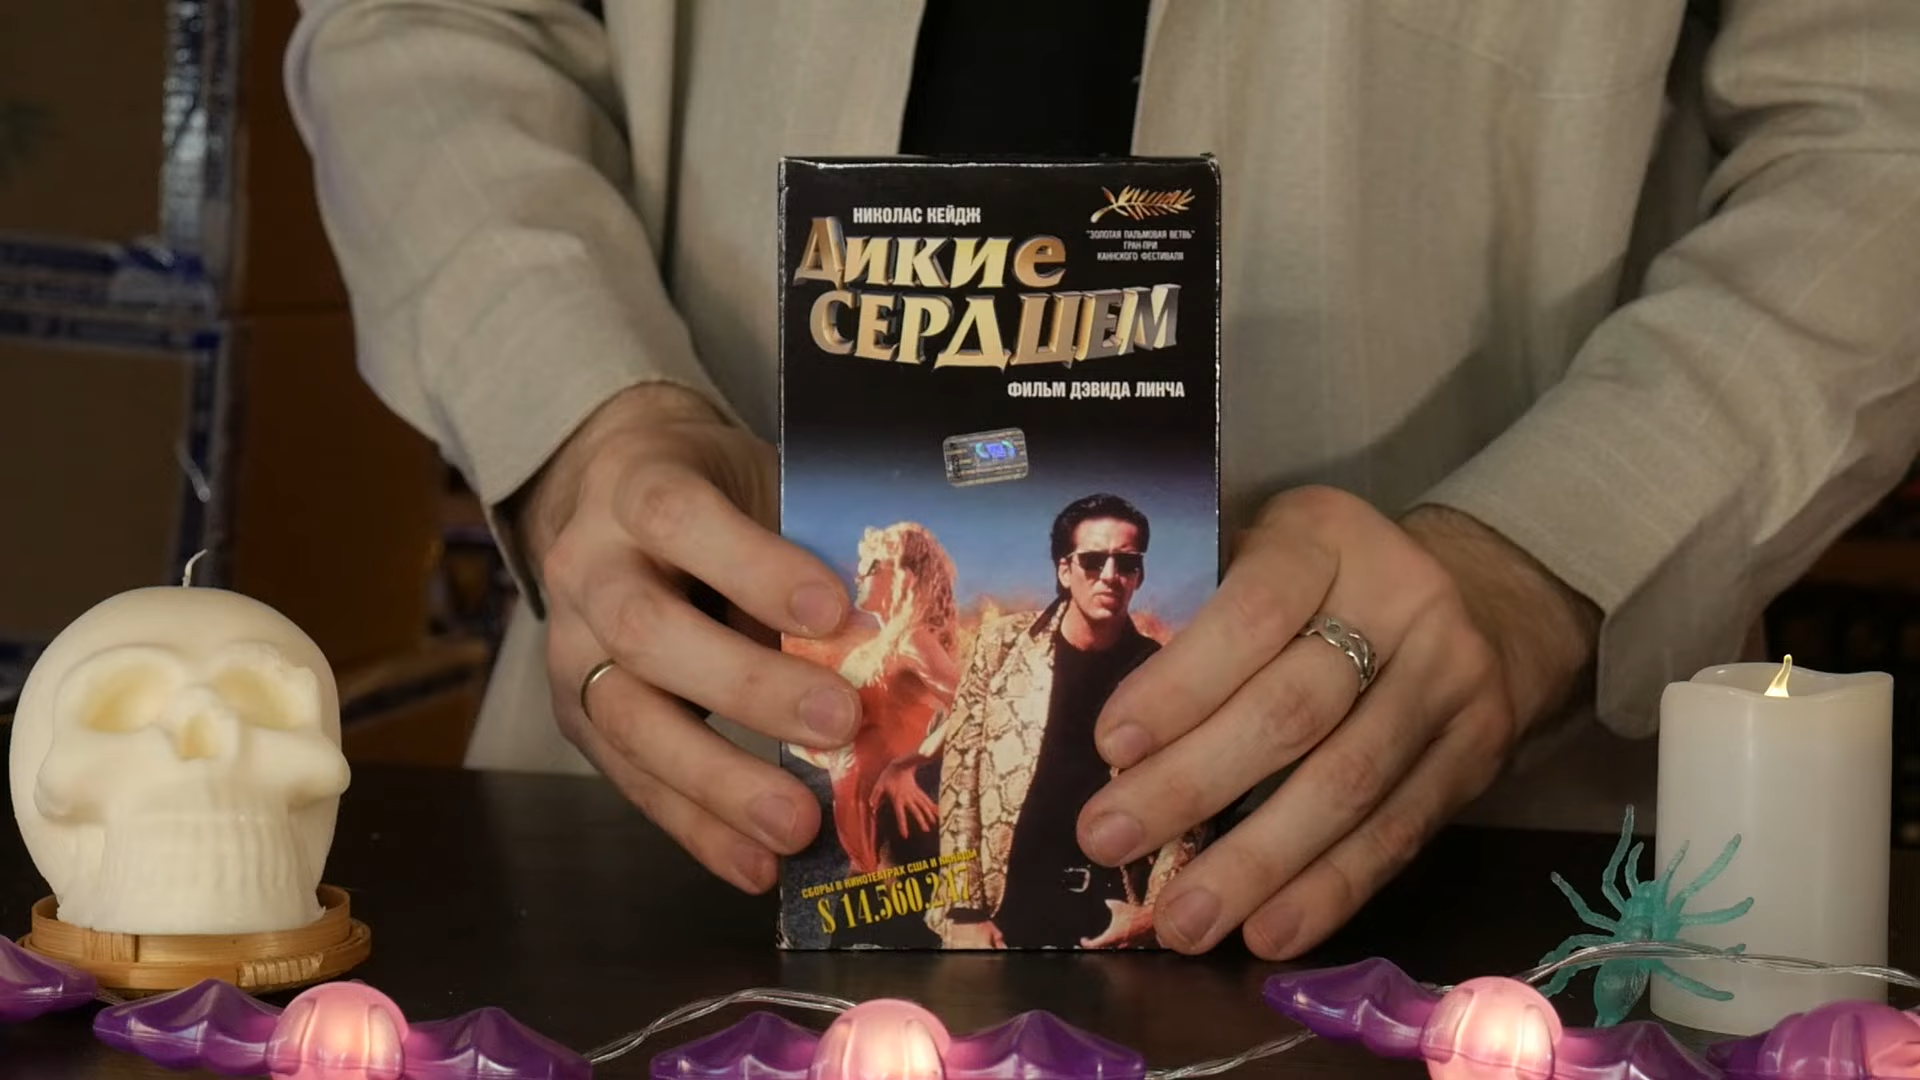 НИКОЛАС КЕЙДЖ
ДИКИЕ
СЕРДЦЕМ
"ЗОЛОТАЯ ПАЛЬМОВАЯ ВЕТВЬ"
ГРАН-ПРИ
КАННСКОГО ФЕСТИВАЛЯ
ФИЛЬМ ДЭВИДА ЛИНЧА
СБОРЫ В КИНОТЕАТРАХ США И КАНАДЫ
$ 14.560.247